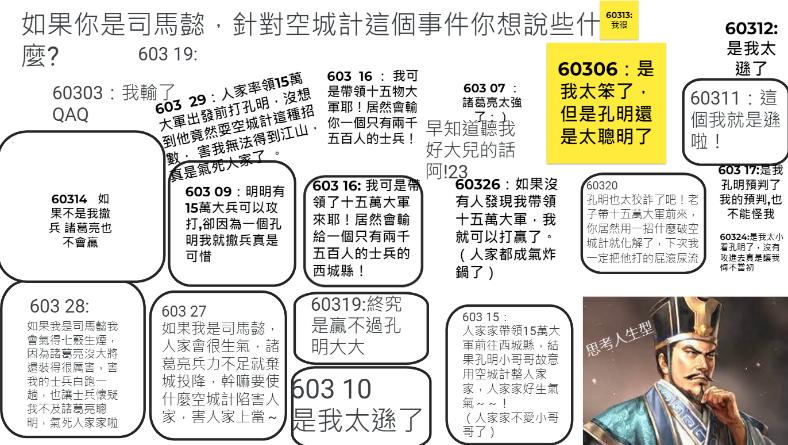 如果你是司馬懿，針對空城計這個事件你想說些什
麼?
603 19:
60313:
我很
60312:
是我太
遜了
60303：我輸了
QAQ
603 29：人家率領15萬
大軍出發前打孔明，沒想
到他竟然耍空城計這種招
數， 害我無法得到江山，
真是氣死人家了 。
603 16 ： 我可
是帶領十五物大
軍耶！居然會輸
你一個只有兩千
五百人的士兵！
603 07 ：
諸葛亮太強
了：）
早知道聽我
好大兒的話
阿!23
60306：是
我太笨了，
但是孔明還
是太聰明了
60311：這
個我就是遜
啦！
60314 如
果不是我撤
兵 諸葛亮也
不會贏
603 09：明明有
15萬大兵可以攻
打,卻因為一個孔
明我就撤兵真是
可惜
603 16: 我可是帶
領了十五萬大軍
來耶！居然會輸
給一個只有兩千
五百人的士兵的
西城縣！
60326：如果沒
有人發現我帶領
十五萬大軍，我
就可以打贏了。
（人家都成氣炸
鍋了）
60320
孔明也太狡詐了吧！老
子帶十五萬大軍前來，
你居然用一招什麼破空
城計就化解了，下次我
一定把他打的屁滾尿流
603 17:是我
孔明預判了
我的預判,也
不能怪我
60324:是我太小
看孔明了，沒有
攻進去真是讓我
悔不當初
603 28:
如果我是司馬懿我
會氣得七竅生煙，
因為諸葛亮沒大將
還裝得很厲害，害
我的士兵白跑一
趟，也讓士兵懷疑
我不及諸葛亮聰
明，氣死人家家啦
603 27
如果我是司馬懿，
人家會很生氣，諸
葛亮兵力不足就棄
城投降，幹嘛要使
什麼空城計陷害人
家，害人家上當～
60319:終究
是贏不過孔
明大大
603 10
是我太遜了
603 15：
人家家帶領15萬大
軍前往西城縣，結
果孔明小哥哥故意
用空城計整人家
家，人家家好生氣
氣～～！
（人家家不愛小哥
哥了）
思考人生型